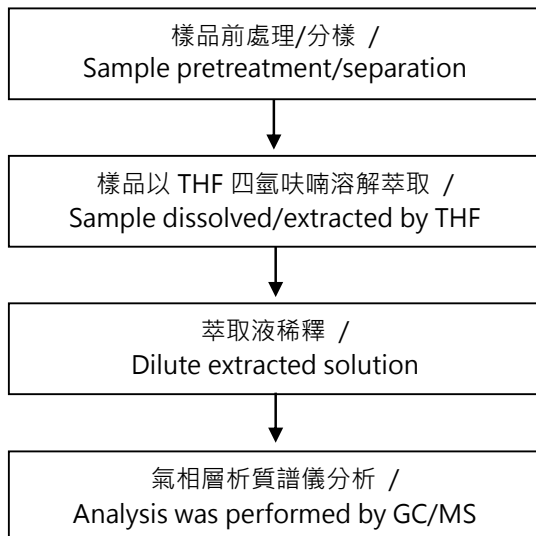 樣品前處理/分樣 /
Sample pretreatment/separation
樣品以 THF 四氫呋喃溶解萃取 /
Sample dissolved/extracted by THF
萃取液稀釋 /
Dilute extracted solution
氣相層析質譜儀分析 /
Analysis was performed by GC/MS